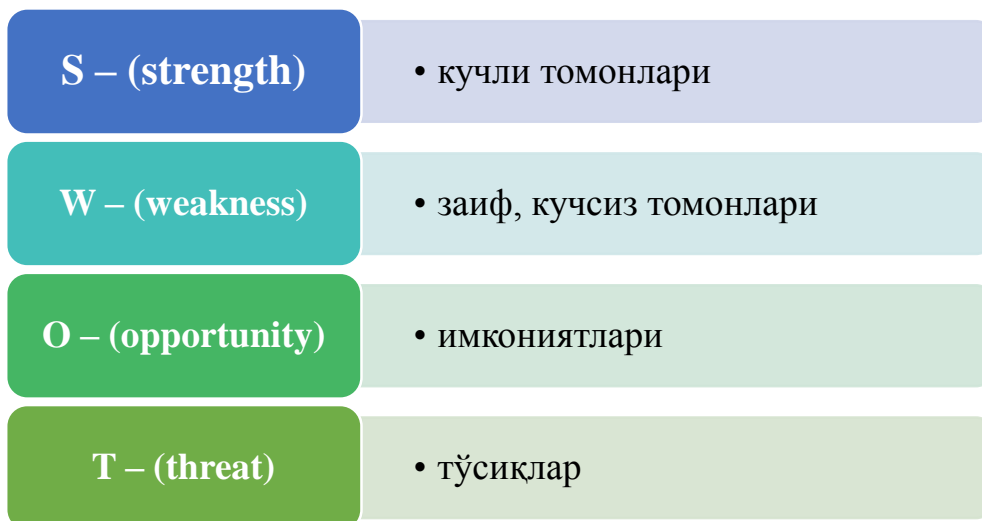 S – (strength)
• кучли томонлари
W – (weakness)
• заиф, кучсиз томонлари
O – (opportunity)
• имкониятлари
T – (threat)
• тўсиқлар